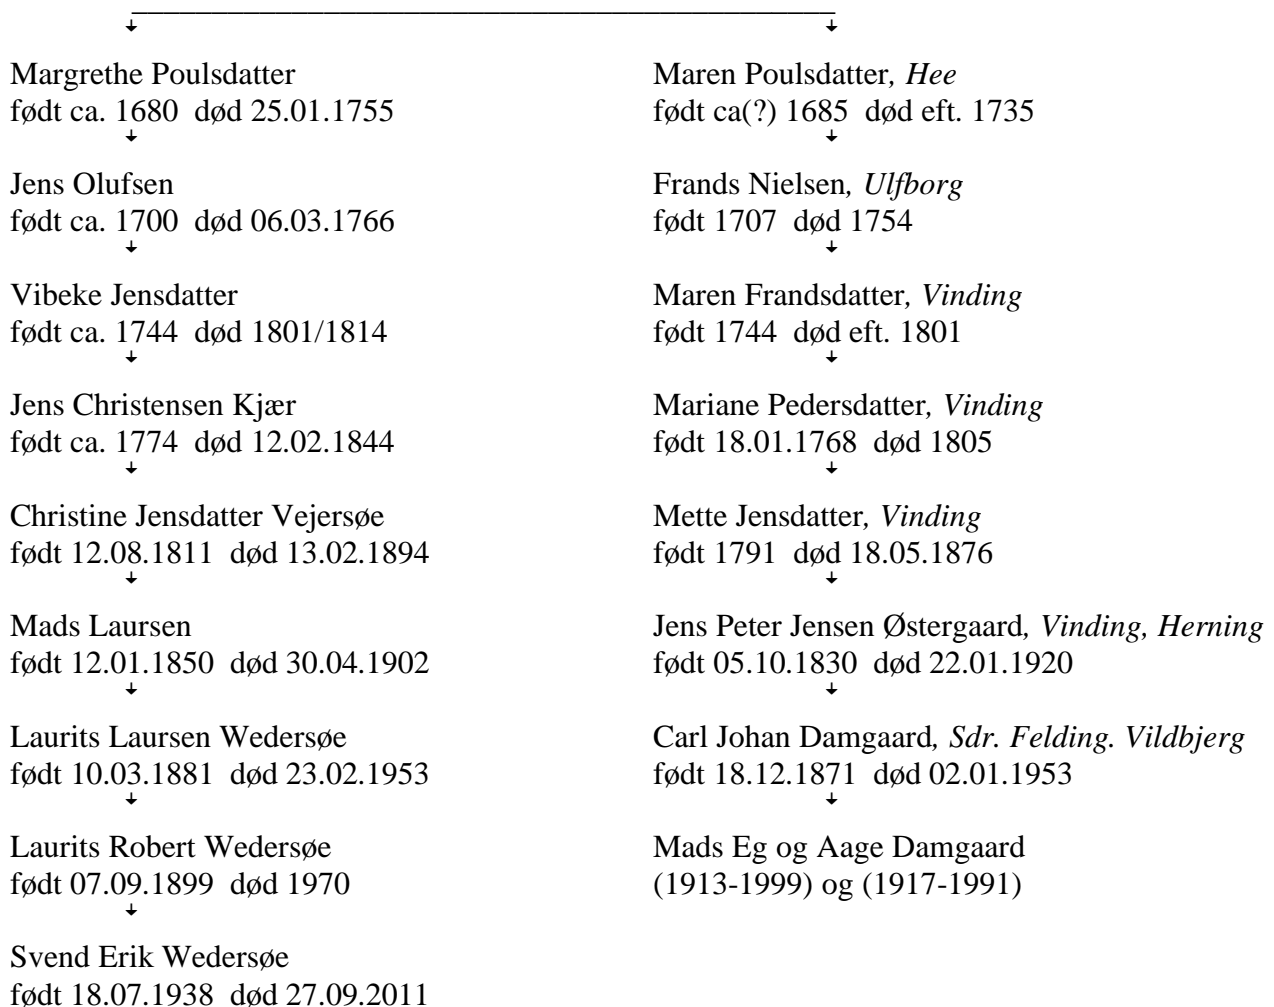 Margrethe Poulsdatter
født ca. 1680 død 25.01.1755
Jens Olufsen
født ca. 1700 død 06.03.1766
Vibeke Jensdatter
født ca. 1744 død 1801/1814
Jens Christensen Kjær
født ca. 1774 død 12.02.1844
Christine Jensdatter Vejersøe
født 12.08.1811 død 13.02.1894
Mads Laursen
født 12.01.1850 død 30.04.1902
Laurits Laursen Wedersøe
født 10.03.1881 død 23.02.1953
Laurits Robert Wedersøe
født 07.09.1899 død 1970
Svend Erik Wedersøe
født 18.07.1938 død 27.09.2011
Maren Poulsdatter, Hee
født ca(?) 1685 død eft. 1735
Frands Nielsen, Ulfborg
født 1707 død 1754
Maren Frandsdatter, Vinding
født 1744 død eft. 1801
Mariane Pedersdatter, Vinding
født 18.01.1768 død 1805
Mette Jensdatter, Vinding
født 1791 død 18.05.1876
Jens Peter Jensen Østergaard, Vinding, Herning
født 05.10.1830 død 22.01.1920
Carl Johan Damgaard, Sdr. Felding. Vildbjerg
født 18.12.1871 død 02.01.1953
Mads Eg og Aage Damgaard
(1913-1999) og (1917-1991)